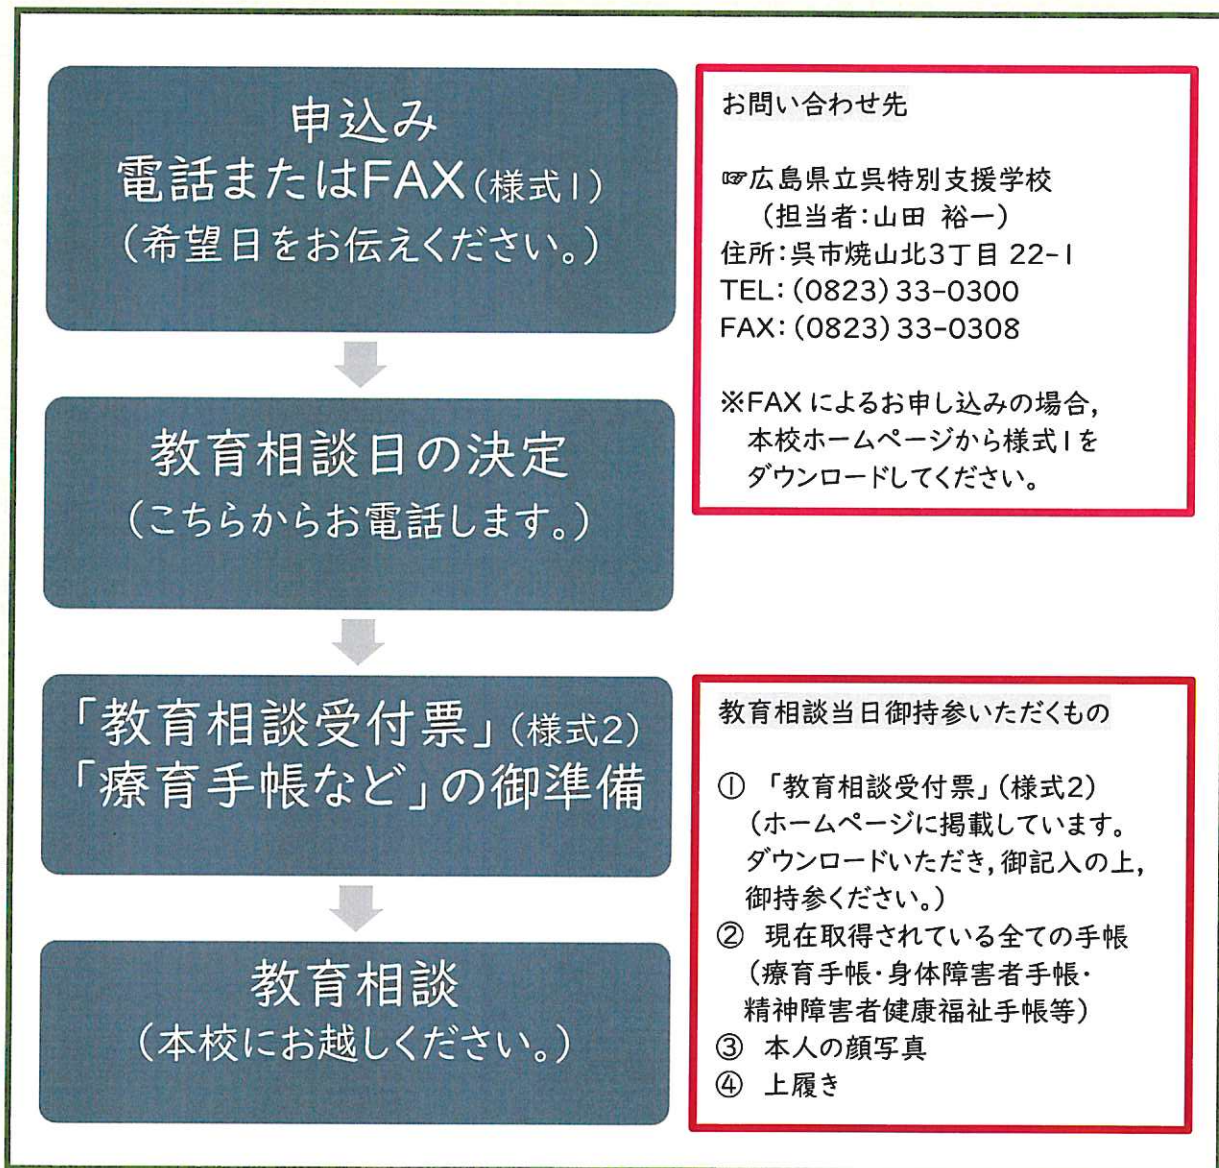 申込み
電話またはFAX(様式1)
(希望日をお伝えください。)
教育相談日の決定
(こちらからお電話します。)
「教育相談受付票」(様式2)
「療育手帳など」の御準備
教育相談
(本校にお越しください。)
お問い合わせ先
☞広島県立呉特別支援学校
(担当者:山田 裕一)
住所:呉市焼山北3丁目 22-1
TEL:(0823)33-0300
FAX:(0823)33-0308
※FAX によるお申し込みの場合,
本校ホームページから様式1を
ダウンロードしてください。
教育相談当日御持参いただくもの
① 「教育相談受付票」(様式2)
(ホームページに掲載しています。
ダウンロードいただき,御記入の上,
御持参ください。)
② 現在取得されている全ての手帳
(療育手帳・身体障害者手帳・
精神障害者健康福祉手帳等)
③ 本人の顔写真
④ 上履き